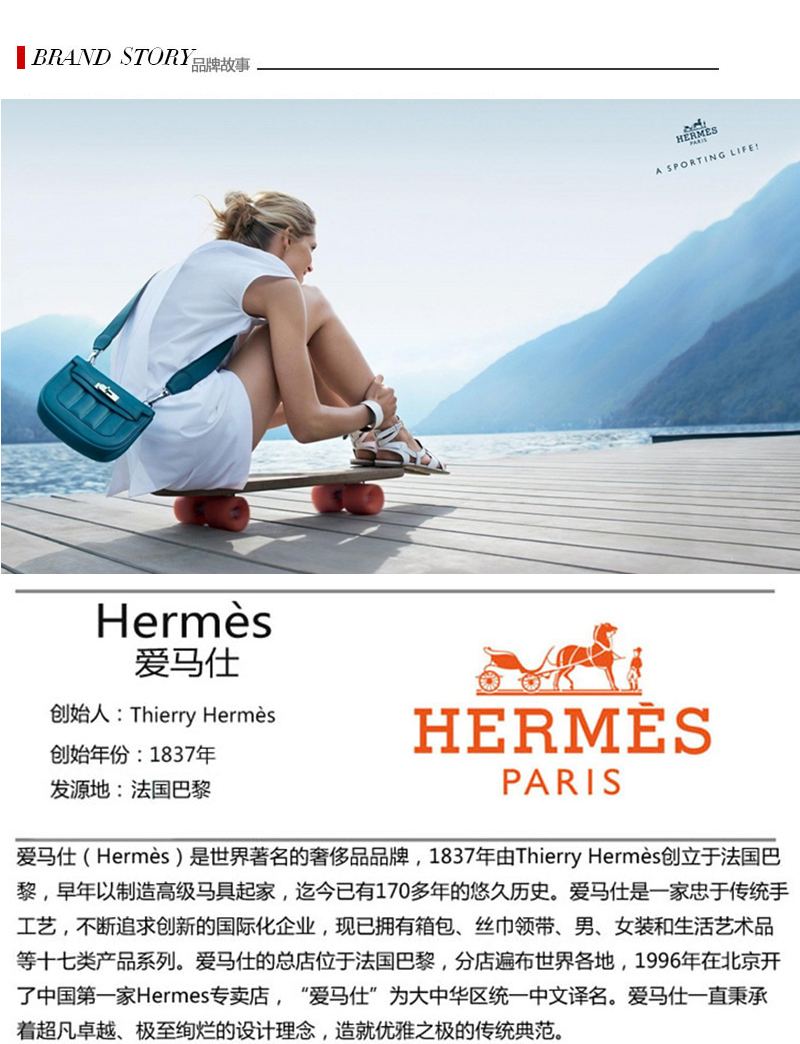 BRAND STORY品牌故事
HERMÈS
PARIS
A SPORTING LIFE!
Hermès
爱马仕
创始人：Thierry Hermès
创始年份：1837年
发源地：法国巴黎
HERMÈS
PARIS
爱马仕（Hermès）是世界著名的奢侈品品牌，1837年由Thierry Hermès创立于法国巴
黎，早年以制造高级马具起家，迄今已有170多年的悠久历史。爱马仕是一家忠于传统手
工艺，不断追求创新的国际化企业，现已拥有箱包、丝巾领带、男、女装和生活艺术品
等十七类产品系列。爱马仕的总店位于法国巴黎，分店遍布世界各地，1996年在北京开
了中国第一家Hermes专卖店，“爱马仕”为大中华区统一中文译名。爱马仕一直秉承
着超凡卓越、极至绚烂的设计理念，造就优雅之极的传统典范。